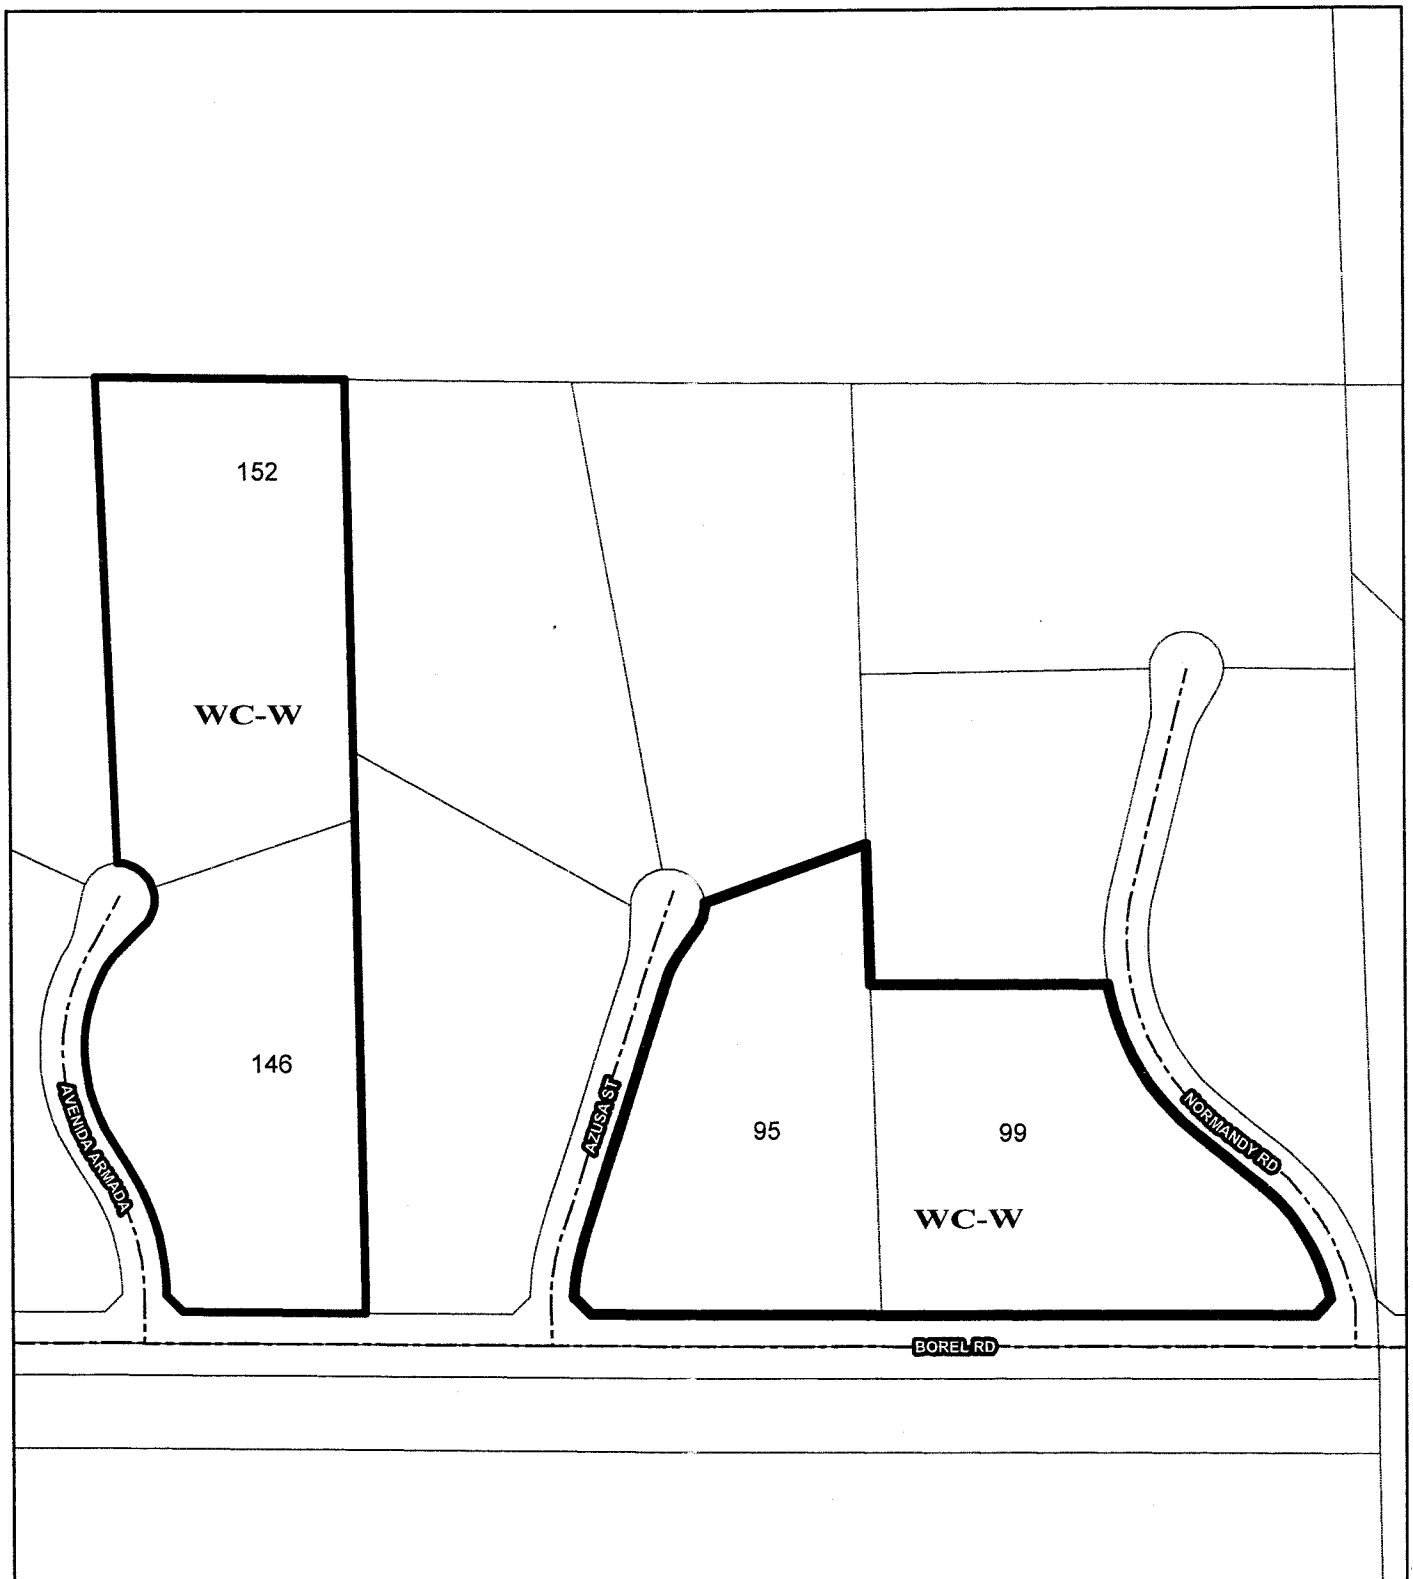 152
WC-W
146
AVENIDA ARMADA
AZUSA ST
95
99
NORMANDY RD
WC-W
BOREL RD